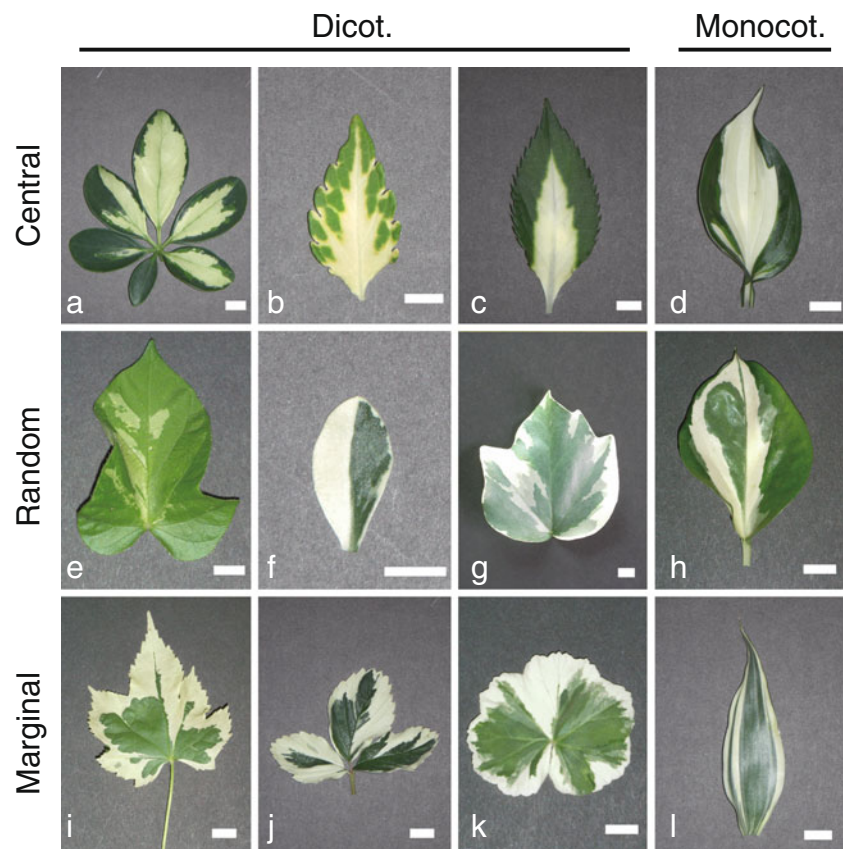 Dicot. Monocot.
Central
a b c d
Random
e f g h
Marginal
i j k l